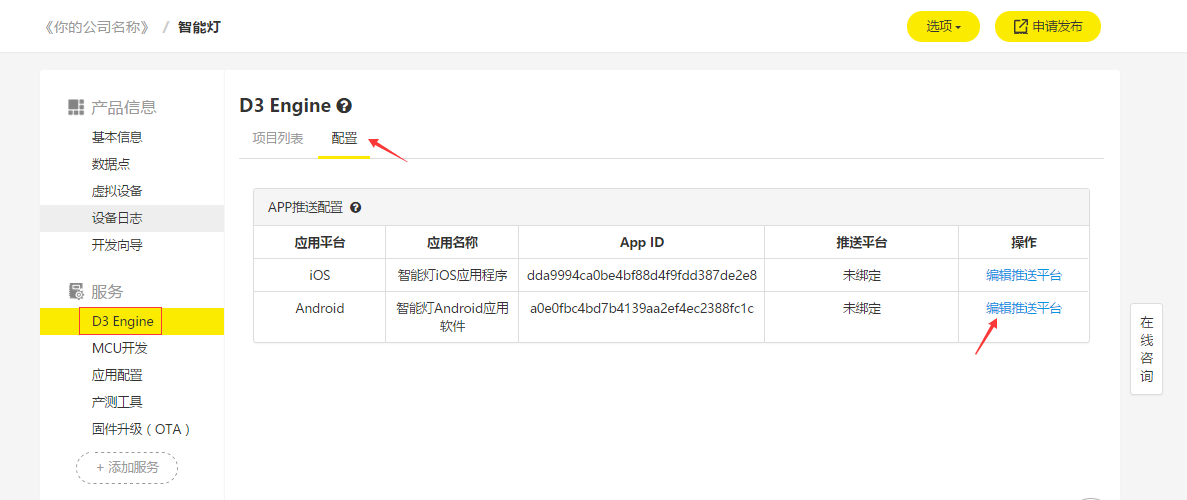 《你的公司名称》 / 智能灯
选项
申请发布
产品信息
基本信息
数据点
虚拟设备
设备日志
开发向导
服务
D3 Engine
MCU开发
应用配置
产测工具
固件升级（OTA）
+ 添加服务
D3 Engine
项目列表 配置
APP推送配置
应用平台 应用名称 App ID 推送平台 操作
iOS 智能灯iOS应用程序 dda9994ca0be4bf88d4f9fdd387de2e8 未绑定 编辑推送平台
Android 智能灯Android应用 a0e0fbc4bd7b4139aa2ef4ec2388fc1c 未绑定 编辑推送平台
软件
在
线
咨
询